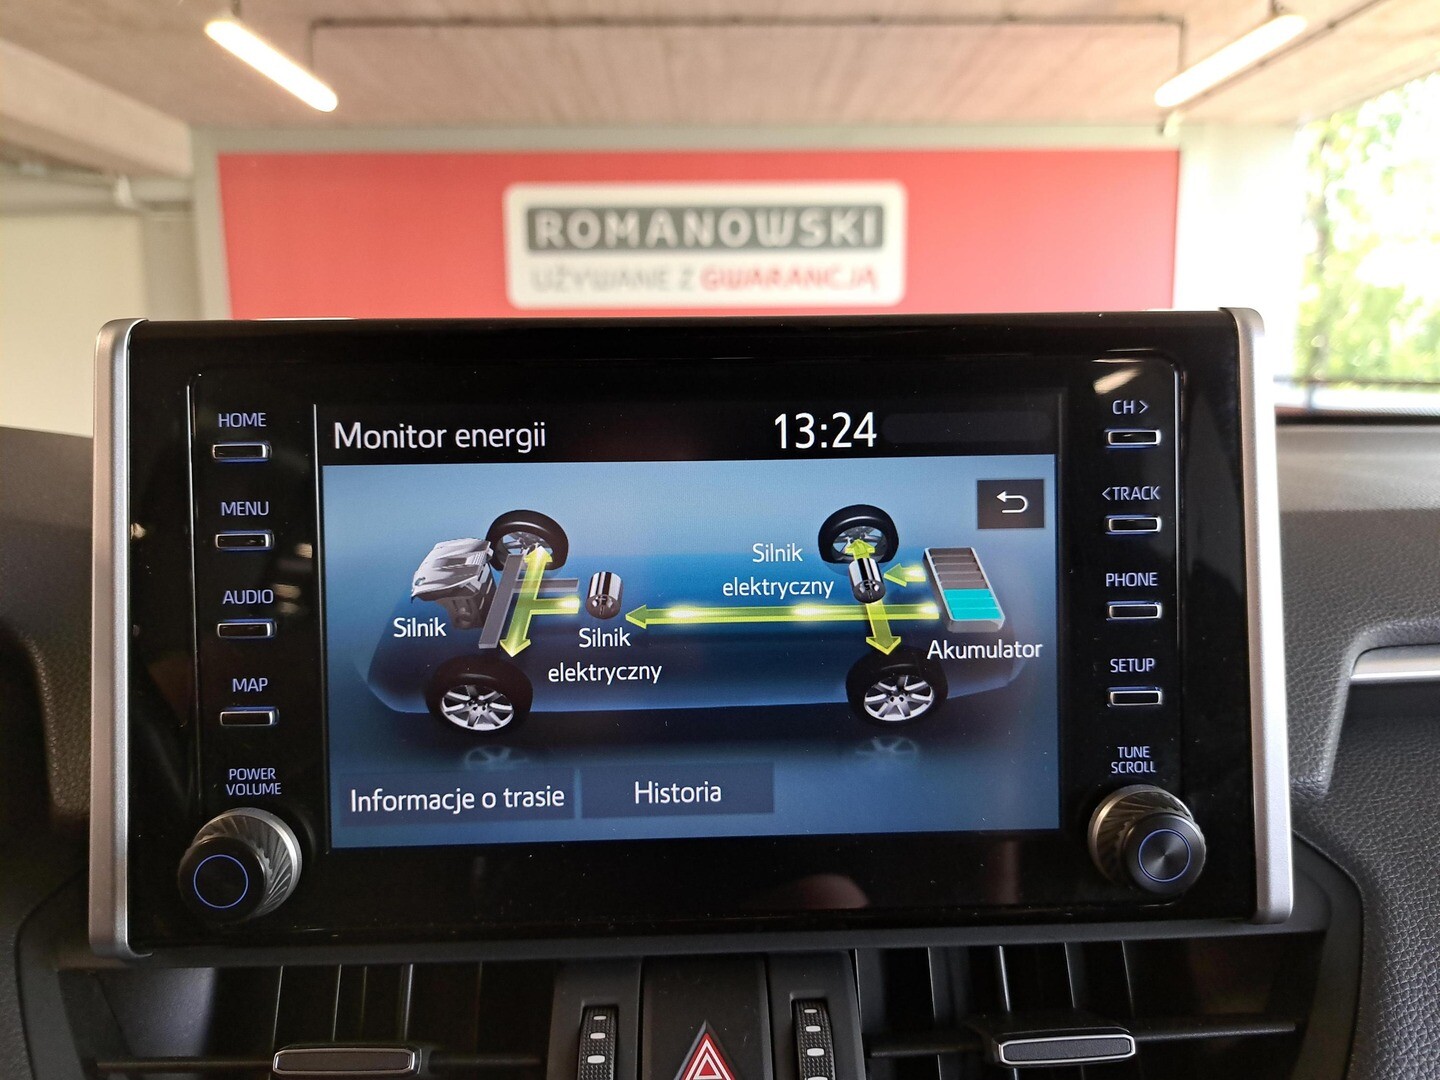 ROMANOWSKI
UŻYWANE Z GWARANCJĄ
HOME
MENU
AUDIO
MAP
POWER
VOLUME
Monitor energii
13:24
Silnik
Silnik
elektryczny
Silnik
elektryczny
Akumulator
Informacje o trasie
Historia
CH >
< TRACK
PHONE
SETUP
TUNE
SCROLL